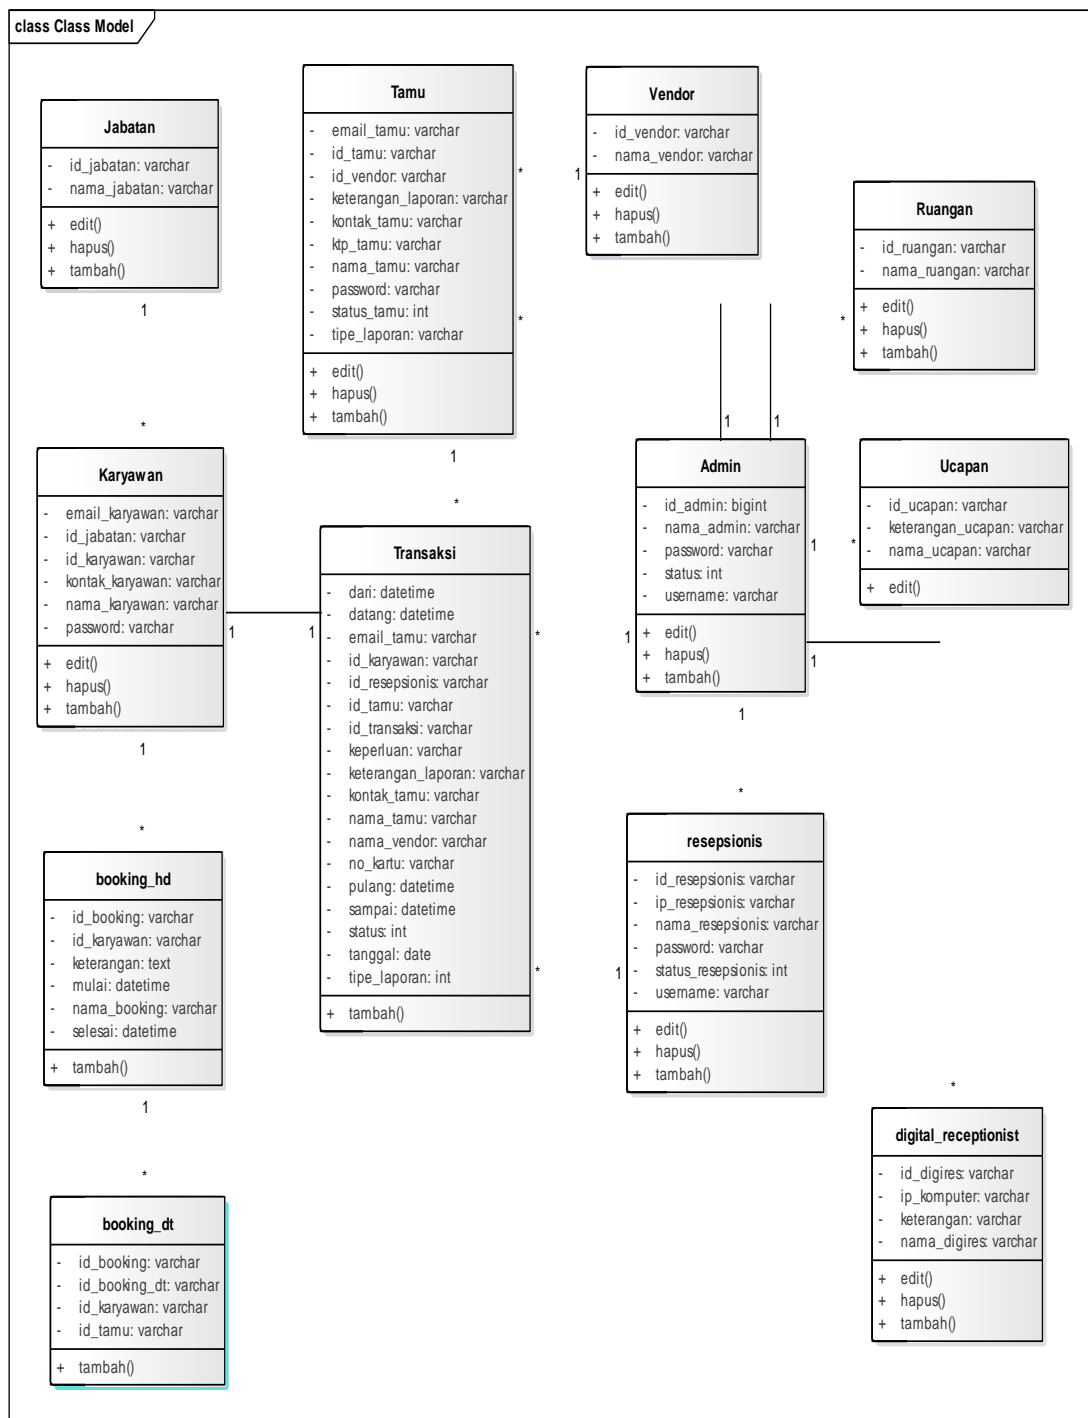 class Class Model
Jabatan
- id_jabatan: varchar
- nama_jabatan: varchar
+ edit()
+ hapus()
+ tambah()
1
Tamu
- email_tamu: varchar
- id_tamu: varchar
- id_vendor: varchar
- keterangan_laporan: varchar
- kontak_tamu: varchar
- ktp_tamu: varchar
- nama_tamu: varchar
- password: varchar
- status_tamu: int
- tipe_laporan: varchar
+ edit()
+ hapus()
+ tambah()
*
*
1
Vendor
- id_vendor: varchar
- nama_vendor: varchar
+ edit()
+ hapus()
+ tambah()
1
Ruangan
- id_ruangan: varchar
- nama_ruangan: varchar
+ edit()
+ hapus()
+ tambah()
*
*
Karyawan
- email_karyawan: varchar
- id_jabatan: varchar
- id_karyawan: varchar
- kontak_karyawan: varchar
- nama_karyawan: varchar
- password: varchar
+ edit()
+ hapus()
+ tambah()
1
1
*
Transaksi
- dari: datetime
- datang: datetime
- email_tamu: varchar
- id_karyawan: varchar
- id_resepsionis: varchar
- id_tamu: varchar
- id_transaksi: varchar
- keperluan: varchar
- keterangan_laporan: varchar
- kontak_tamu: varchar
- nama_tamu: varchar
- nama_vendor: varchar
- no_kartu: varchar
- pulang: datetime
- sampai: datetime
- status: int
- tanggal: date
- tipe_laporan: int
+ tambah()
1
*
*
1
1
Admin
- id_admin: bigint
- nama_admin: varchar
- password: varchar
- status: int
- username: varchar
+ edit()
+ hapus()
+ tambah()
1
1
1
1
Ucapan
- id_ucapan: varchar
- keterangan_ucapan: varchar
- nama_ucapan: varchar
+ edit()
*
*
booking_hd
- id_booking: varchar
- id_karyawan: varchar
- keterangan: text
- mulai: datetime
- nama_booking: varchar
- selesai: datetime
+ tambah()
1
*
resepsionis
- id_resepsionis: varchar
- ip_resepsionis: varchar
- nama_resepsionis: varchar
- password: varchar
- status_resepsionis: int
- username: varchar
+ edit()
+ hapus()
+ tambah()
1
*
booking_dt
- id_booking: varchar
- id_booking_dt: varchar
- id_karyawan: varchar
- id_tamu: varchar
+ tambah()
*
digital_receptionist
- id_digires: varchar
- ip_komputer: varchar
- keterangan: varchar
- nama_digires: varchar
+ edit()
+ hapus()
+ tambah()